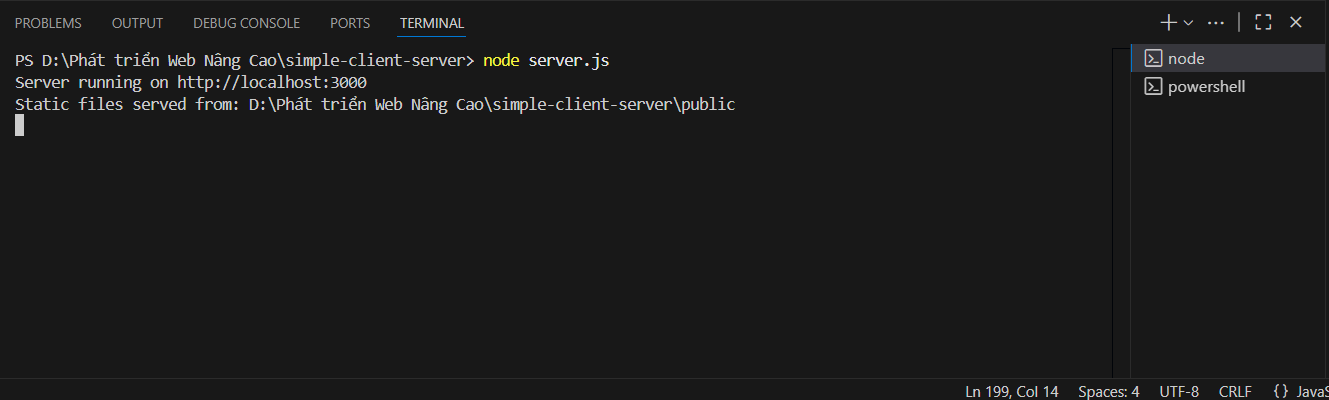 PROBLEMS OUTPUT DEBUG CONSOLE PORTS TERMINAL
PS D:\Phát triển Web Nâng Cao\simple-client-server> node server.js
Server running on http://localhost:3000
Static files served from: D:\Phát triển Web Nâng Cao\simple-client-server\public
node
powershell
Ln 199, Col 14 Spaces: 4 UTF-8 CRLF {} JavaS